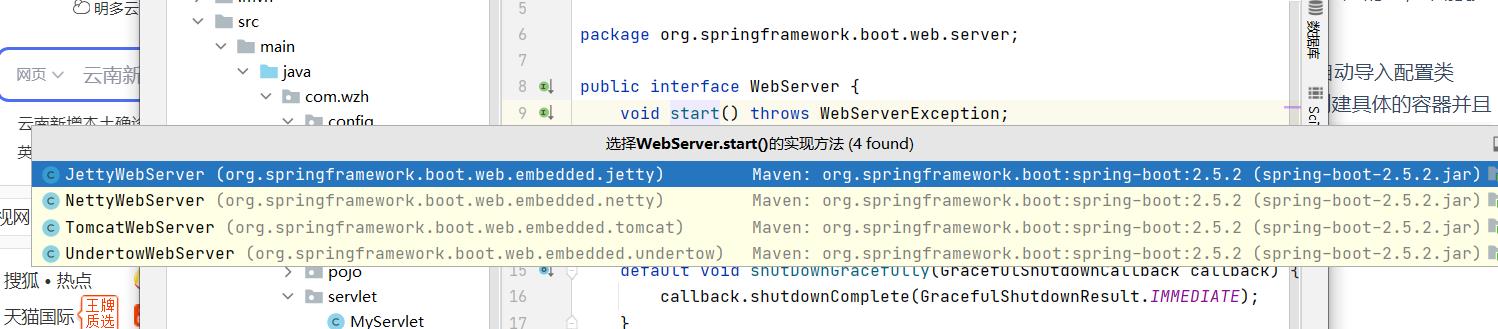 明多云
5
src
6
package org.springframework.boot.web.server;
数据库
main
7
网页
云南新
java
自动导入配置类
8
public interface WebServer {
com.wzh
建具体的容器并且
云南新增本土确诊
config
9
void start() throws WebServerException;
英
选择WebServer.start()的实现方法 (4 found)
JettyWebServer (org.springframework.boot.web.embedded.jetty) Maven: org.springframework.boot:spring-boot:2.5.2 (spring-boot-2.5.2.jar)
NettyWebServer (org.springframework.boot.web.embedded.netty) Maven: org.springframework.boot:spring-boot:2.5.2 (spring-boot-2.5.2.jar)
视网
TomcatWebServer (org.springframework.boot.web.embedded.tomcat) Maven: org.springframework.boot:spring-boot:2.5.2 (spring-boot-2.5.2.jar)
UndertowWebServer (org.springframework.boot.web.embedded.undertow) Maven: org.springframework.boot:spring-boot:2.5.2 (spring-boot-2.5.2.jar)
搜狐 • 热点
pojo
15
default void shutDownGracefully(GracefulShutdownCallback callback) {
servlet
16
callback.shutdownComplete(GracefulShutdownResult.IMMEDIATE);
天猫国际
王牌
质选
MyServlet
17
}